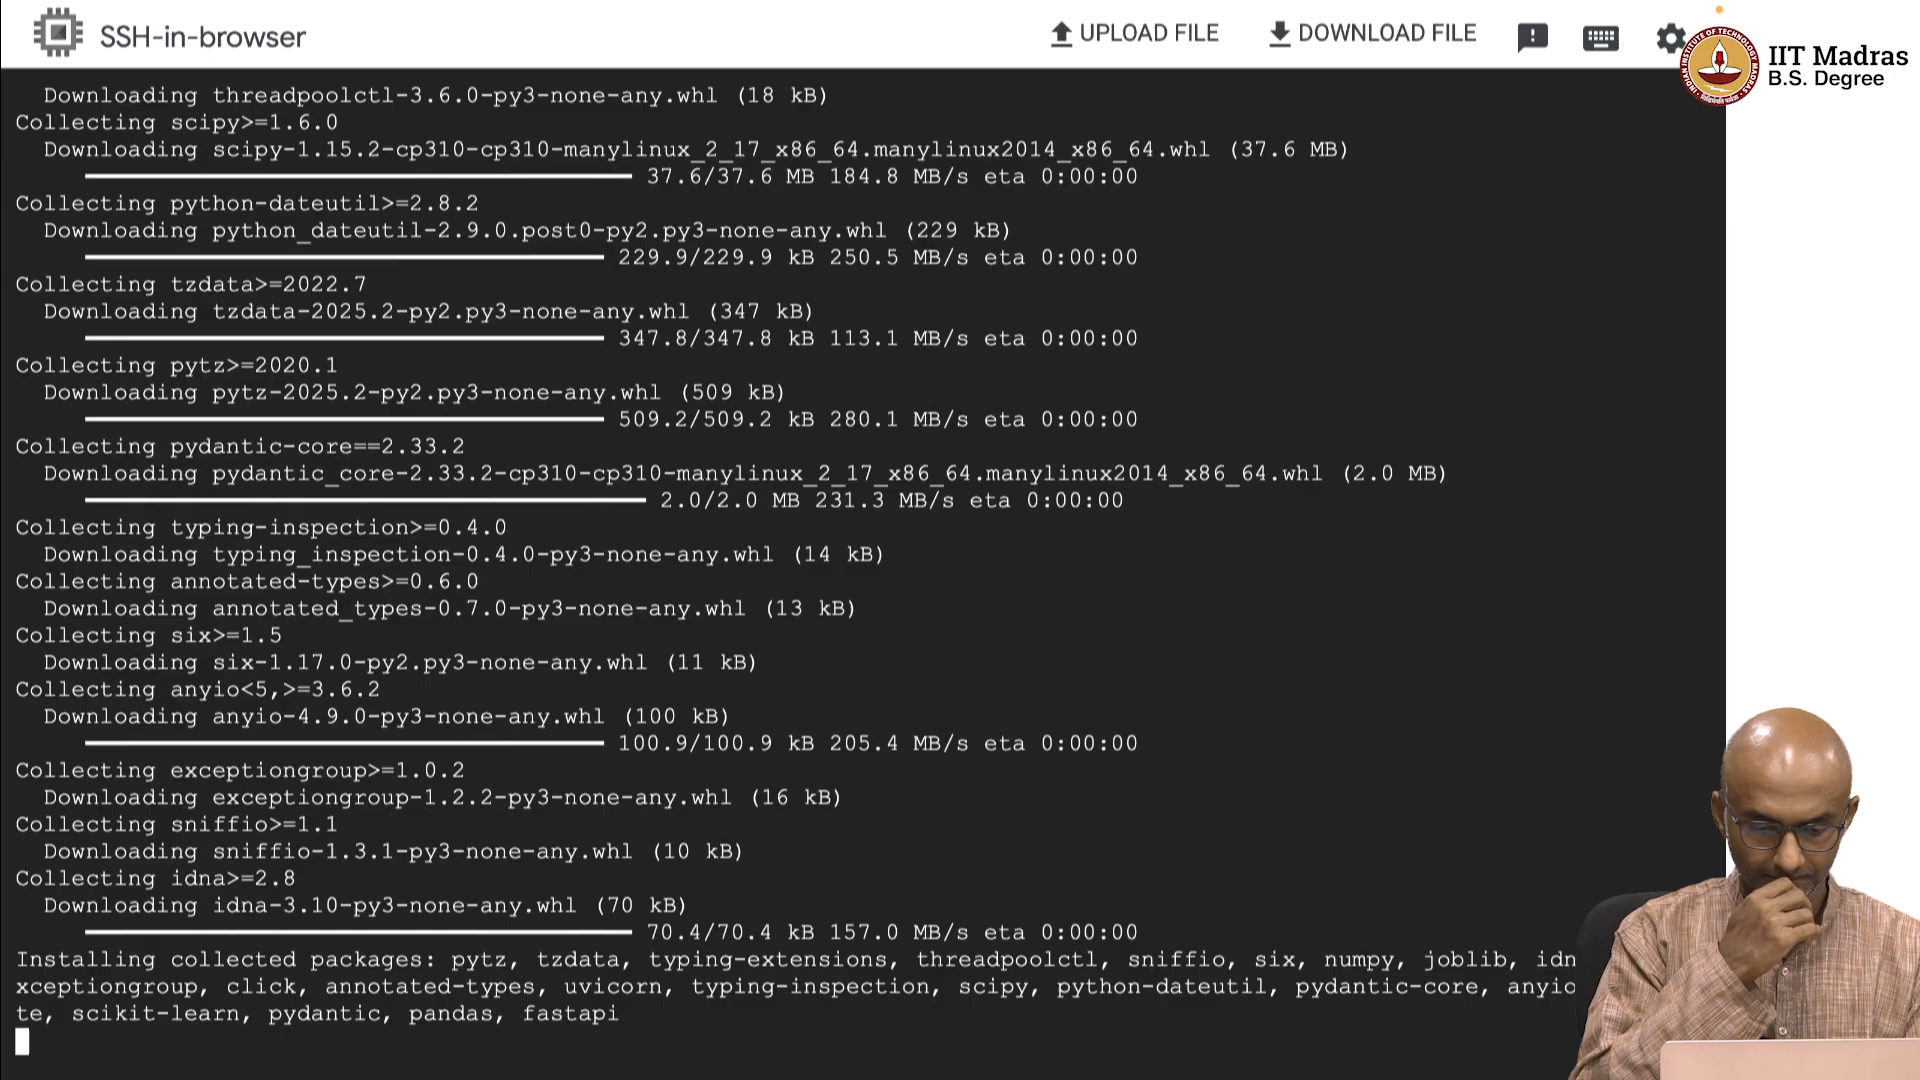 SSH-in-browser
UPLOAD FILE
DOWNLOAD FILE
IIT Madras
B.S. Degree
Downloading threadpoolctl-3.6.0-py3-none-any.whl (18 kB)
Collecting scipy>=1.6.0
Downloading scipy-1.15.2-cp310-cp310-manylinux_2_17_x86_64.manylinux2014_x86_64.whl (37.6 MB)
37.6/37.6 MB 184.8 MB/s eta 0:00:00
Collecting python-dateutil>=2.8.2
Downloading python_dateutil-2.9.0.post0-py2.py3-none-any.whl (229 kB)
229.9/229.9 kB 250.5 MB/s eta 0:00:00
Collecting tzdata>=2022.7
Downloading tzdata-2025.2-py2.py3-none-any.whl (347 kB)
347.8/347.8 kB 113.1 MB/s eta 0:00:00
Collecting pytz>=2020.1
Downloading pytz-2025.2-py2.py3-none-any.whl (509 kB)
509.2/509.2 kB 280.1 MB/s eta 0:00:00
Collecting pydantic-core==2.33.2
Downloading pydantic_core-2.33.2-cp310-cp310-manylinux_2_17_x86_64.manylinux2014_x86_64.whl (2.0 MB)
2.0/2.0 MB 231.3 MB/s eta 0:00:00
Collecting typing-inspection>=0.4.0
Downloading typing_inspection-0.4.0-py3-none-any.whl (14 kB)
Collecting annotated-types>=0.6.0
Downloading annotated_types-0.7.0-py3-none-any.whl (13 kB)
Collecting six>=1.5
Downloading six-1.17.0-py2.py3-none-any.whl (11 kB)
Collecting anyio<5,>=3.6.2
Downloading anyio-4.9.0-py3-none-any.whl (100 kB)
100.9/100.9 kB 205.4 MB/s eta 0:00:00
Collecting exceptiongroup>=1.0.2
Downloading exceptiongroup-1.2.2-py3-none-any.whl (16 kB)
Collecting sniffio>=1.1
Downloading sniffio-1.3.1-py3-none-any.whl (10 kB)
Collecting idna>=2.8
Downloading idna-3.10-py3-none-any.whl (70 kB)
70.4/70.4 kB 157.0 MB/s eta 0:00:00
Installing collected packages: pytz, tzdata, typing-extensions, threadpoolctl, sniffio, six, numpy, joblib, idn
xceptiongroup, click, annotated-types, uvicorn, typing-inspection, scipy, python-dateutil, pydantic-core, anyio
te, scikit-learn, pydantic, pandas, fastapi